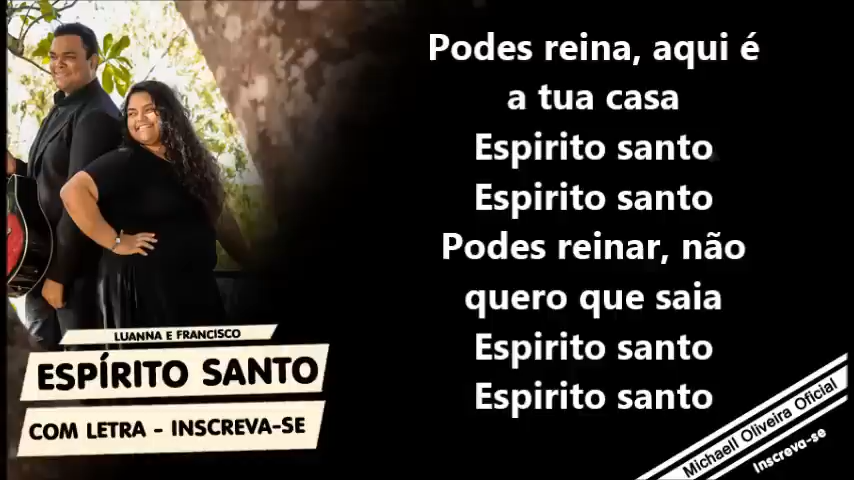 Podes reina, aqui é
a tua casa
Espirito santo
Espirito santo
Podes reinar, não
quero que saia
Espirito santo
Espirito santo
LUANNA E FRANCISCO
ESPÍRITO SANTO
COM LETRA - INSCREVA-SE
Michaell Oliveira Oficial
Inscreva-se